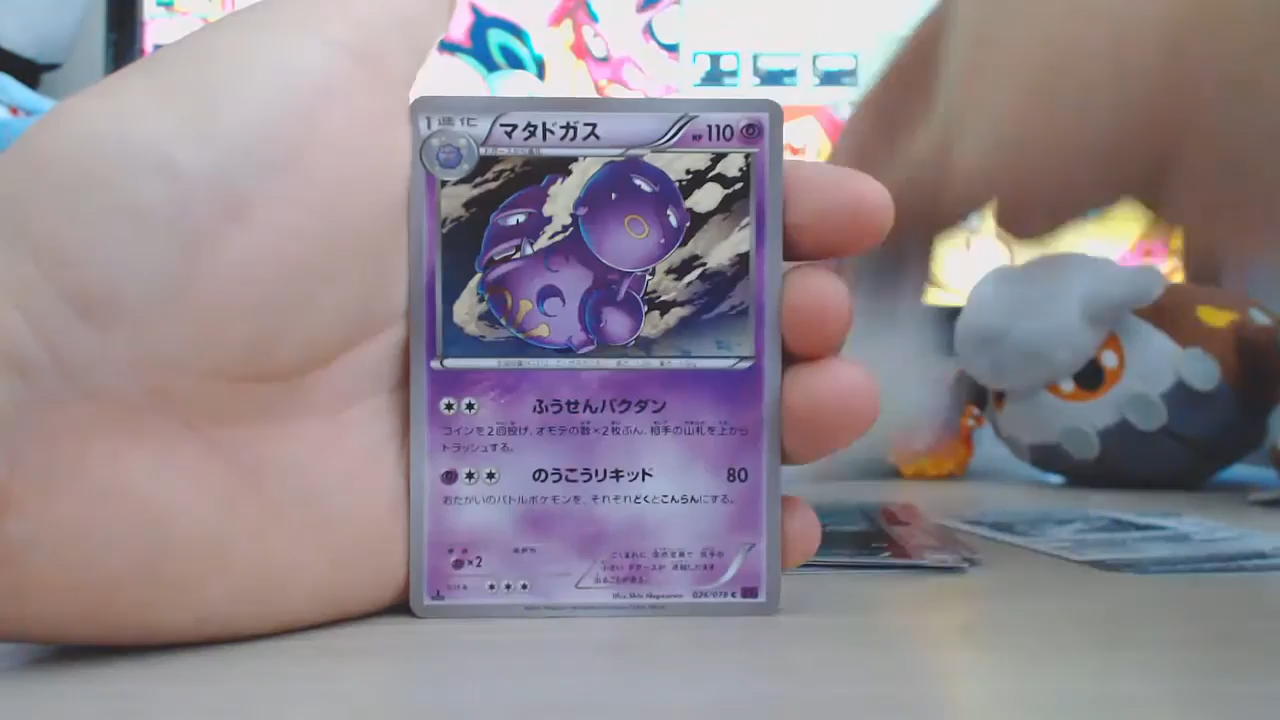 1進化 マタドガス HP 110
ふうせんバクダン
コインを2回投げ、オモテの数×2枚ぶん、相手の山札を上から
トラッシュする。
のうこうリキッド 80
おたがいのバトルポケモンを、それぞれどくとこんらんにする。
×2
Illus. Shin Nagasawa 026/078 C